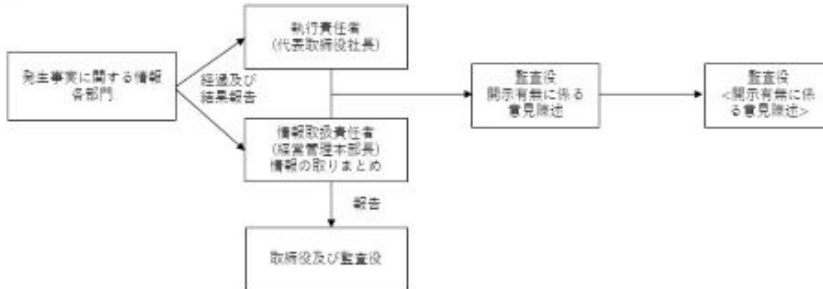 発生事実に関する情報
各部門
経過及び
結果報告
執行責任者
(代表取締役社長)
情報取扱責任者
(経営管理本部長)
情報の取りまとめ
報告
取締役及び監査役
監査役
開示有無に係る
意見陳述
監査役
<開示有無に係
る意見陳述>